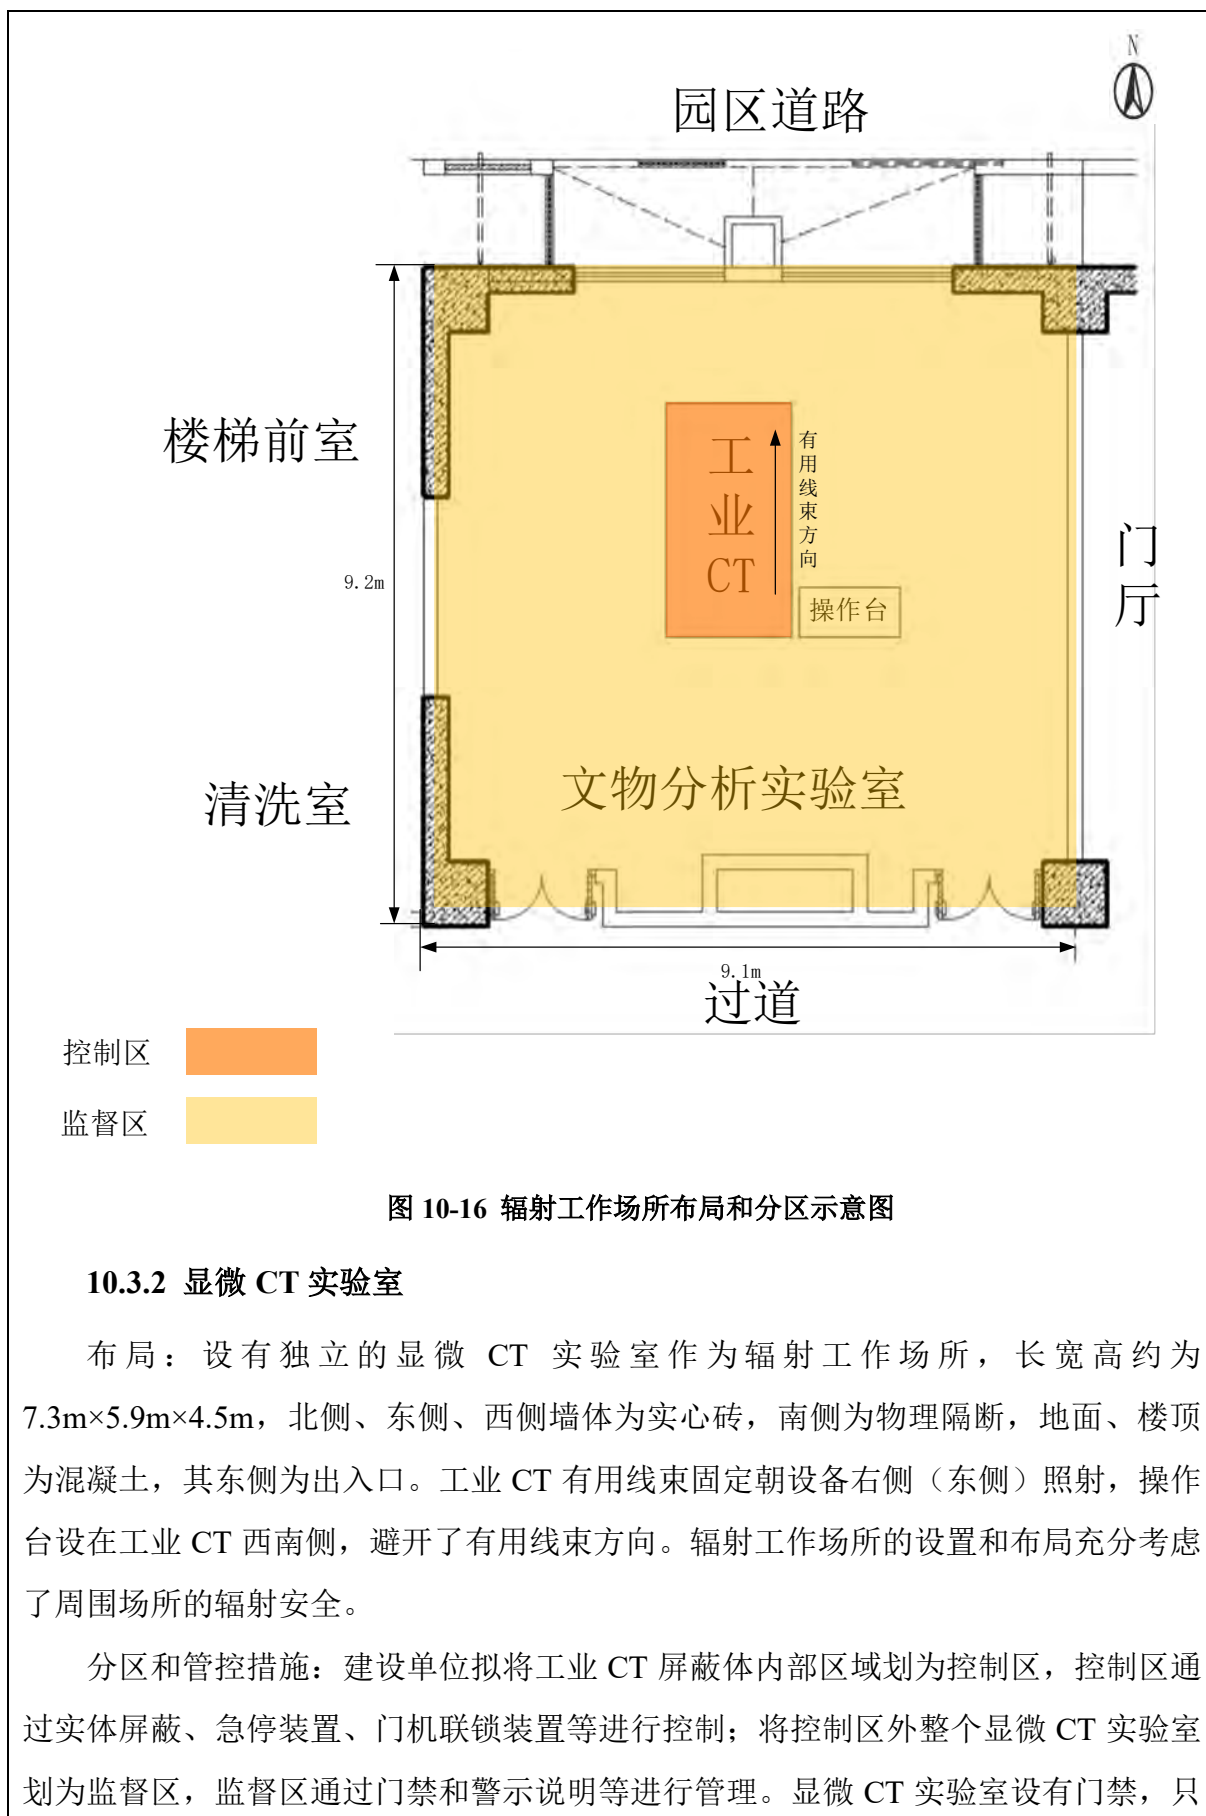 N
园区道路
楼梯前室
工业CT
有用线束方向
门厅
9.2m
操作台
文物分析实验室
清洗室
9.1m
过道
控制区
监督区
图 10-16 辐射工作场所布局和分区示意图
10.3.2 显微 CT 实验室
布局：设有独立的显微 CT 实验室作为辐射工作场所，长宽高约为
7.3m×5.9m×4.5m，北侧、东侧、西侧墙体为实心砖，南侧为物理隔断，地面、楼顶
为混凝土，其东侧为出入口。工业 CT 有用线束固定朝设备右侧（东侧）照射，操作
台设在工业 CT 西南侧，避开了有用线束方向。辐射工作场所的设置和布局充分考虑
了周围场所的辐射安全。
分区和管控措施：建设单位拟将工业 CT 屏蔽体内部区域划为控制区，控制区通
过实体屏蔽、急停装置、门机联锁装置等进行控制；将控制区外整个显微 CT 实验室
划为监督区，监督区通过门禁和警示说明等进行管理。显微 CT 实验室设有门禁，只